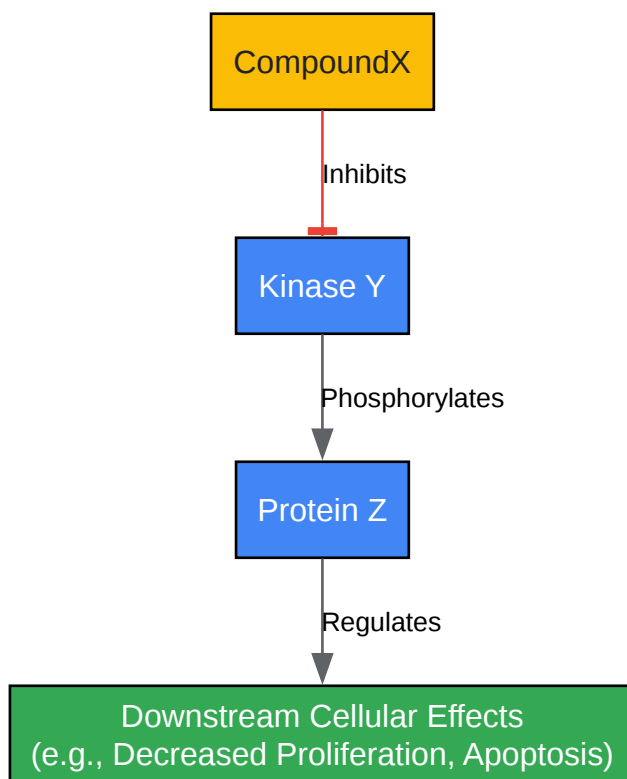 CompoundX
Inhibits
Kinase Y
Phosphorylates
Protein Z
Regulates
Downstream Cellular Effects
(e.g., Decreased Proliferation, Apoptosis)